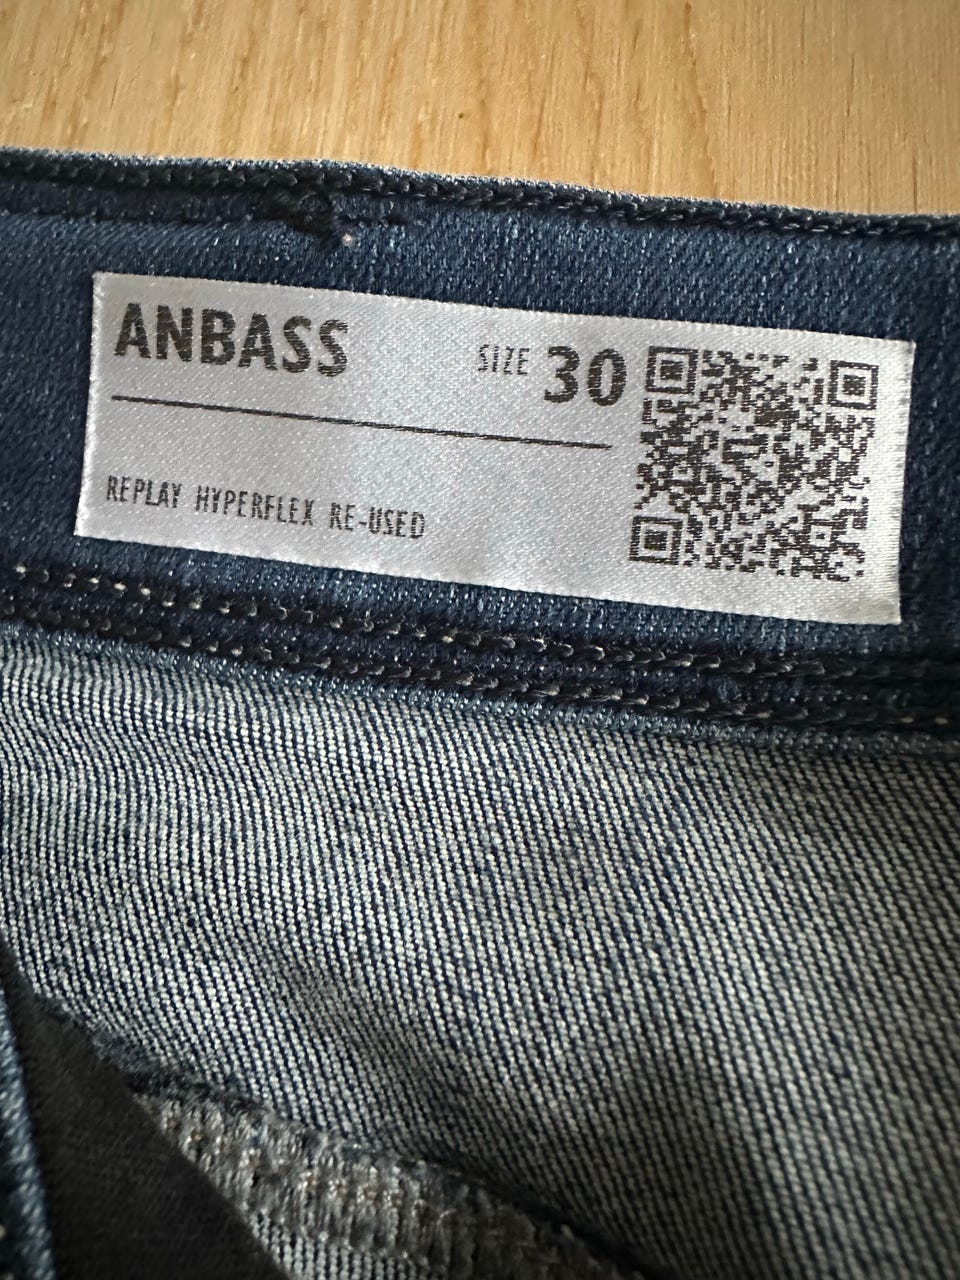 ANBASS
SIZE 30
REPLAY HYPERFLEX RE-USED